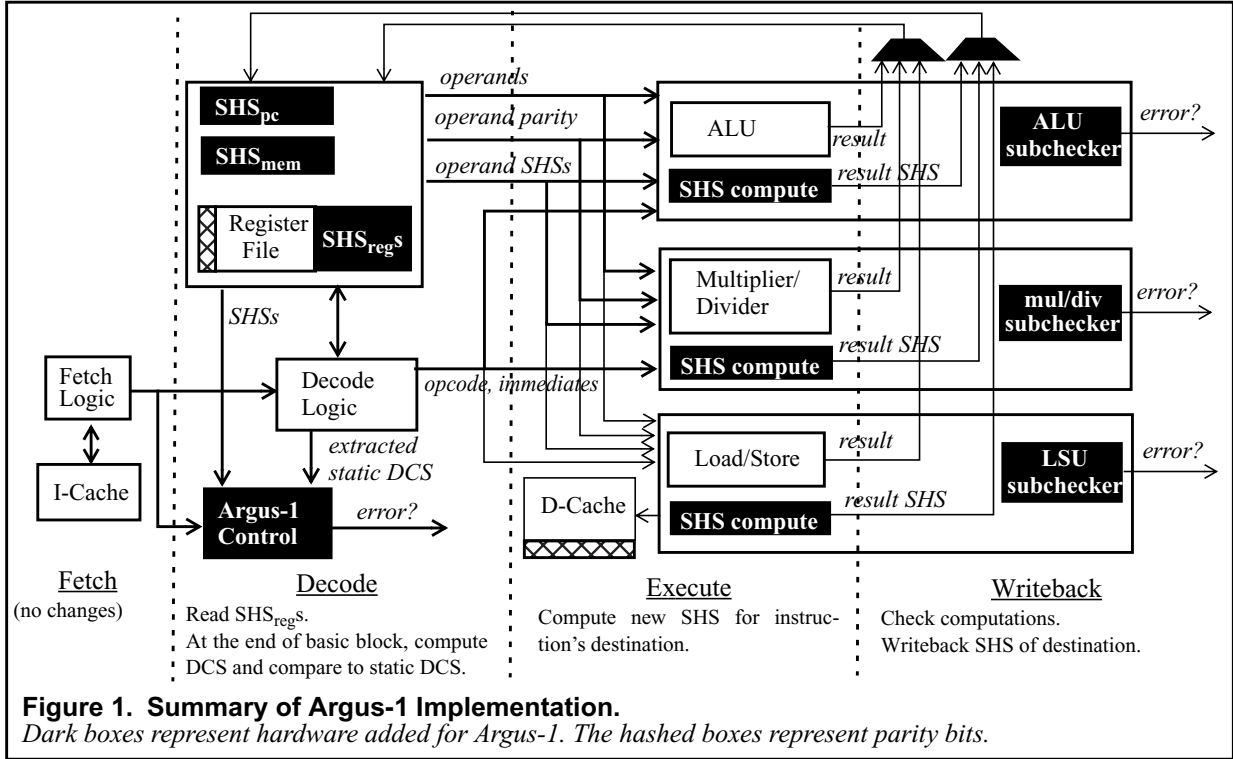 SHSpc
SHSmem
Register
File
SHSregs
operands
operand parity
operand SHSs
ALU
result
SHS compute
result SHS
ALU
subchecker
error?
Multiplier/
Divider
result
SHS compute
result SHS
mul/div
subchecker
error?
SHSs
Fetch
Logic
Decode
Logic
opcode, immediates
extracted
static DCS
I-Cache
Argus-1
Control
error?
Load/Store
result
SHS compute
result SHS
LSU
subchecker
error?
D-Cache
Fetch
(no changes)
Decode
Read SHSregs.
At the end of basic block, compute
DCS and compare to static DCS.
Execute
Compute new SHS for instruc-
tion's destination.
Writeback
Check computations.
Writeback SHS of destination.
Figure 1. Summary of Argus-1 Implementation.
Dark boxes represent hardware added for Argus-1. The hashed boxes represent parity bits.